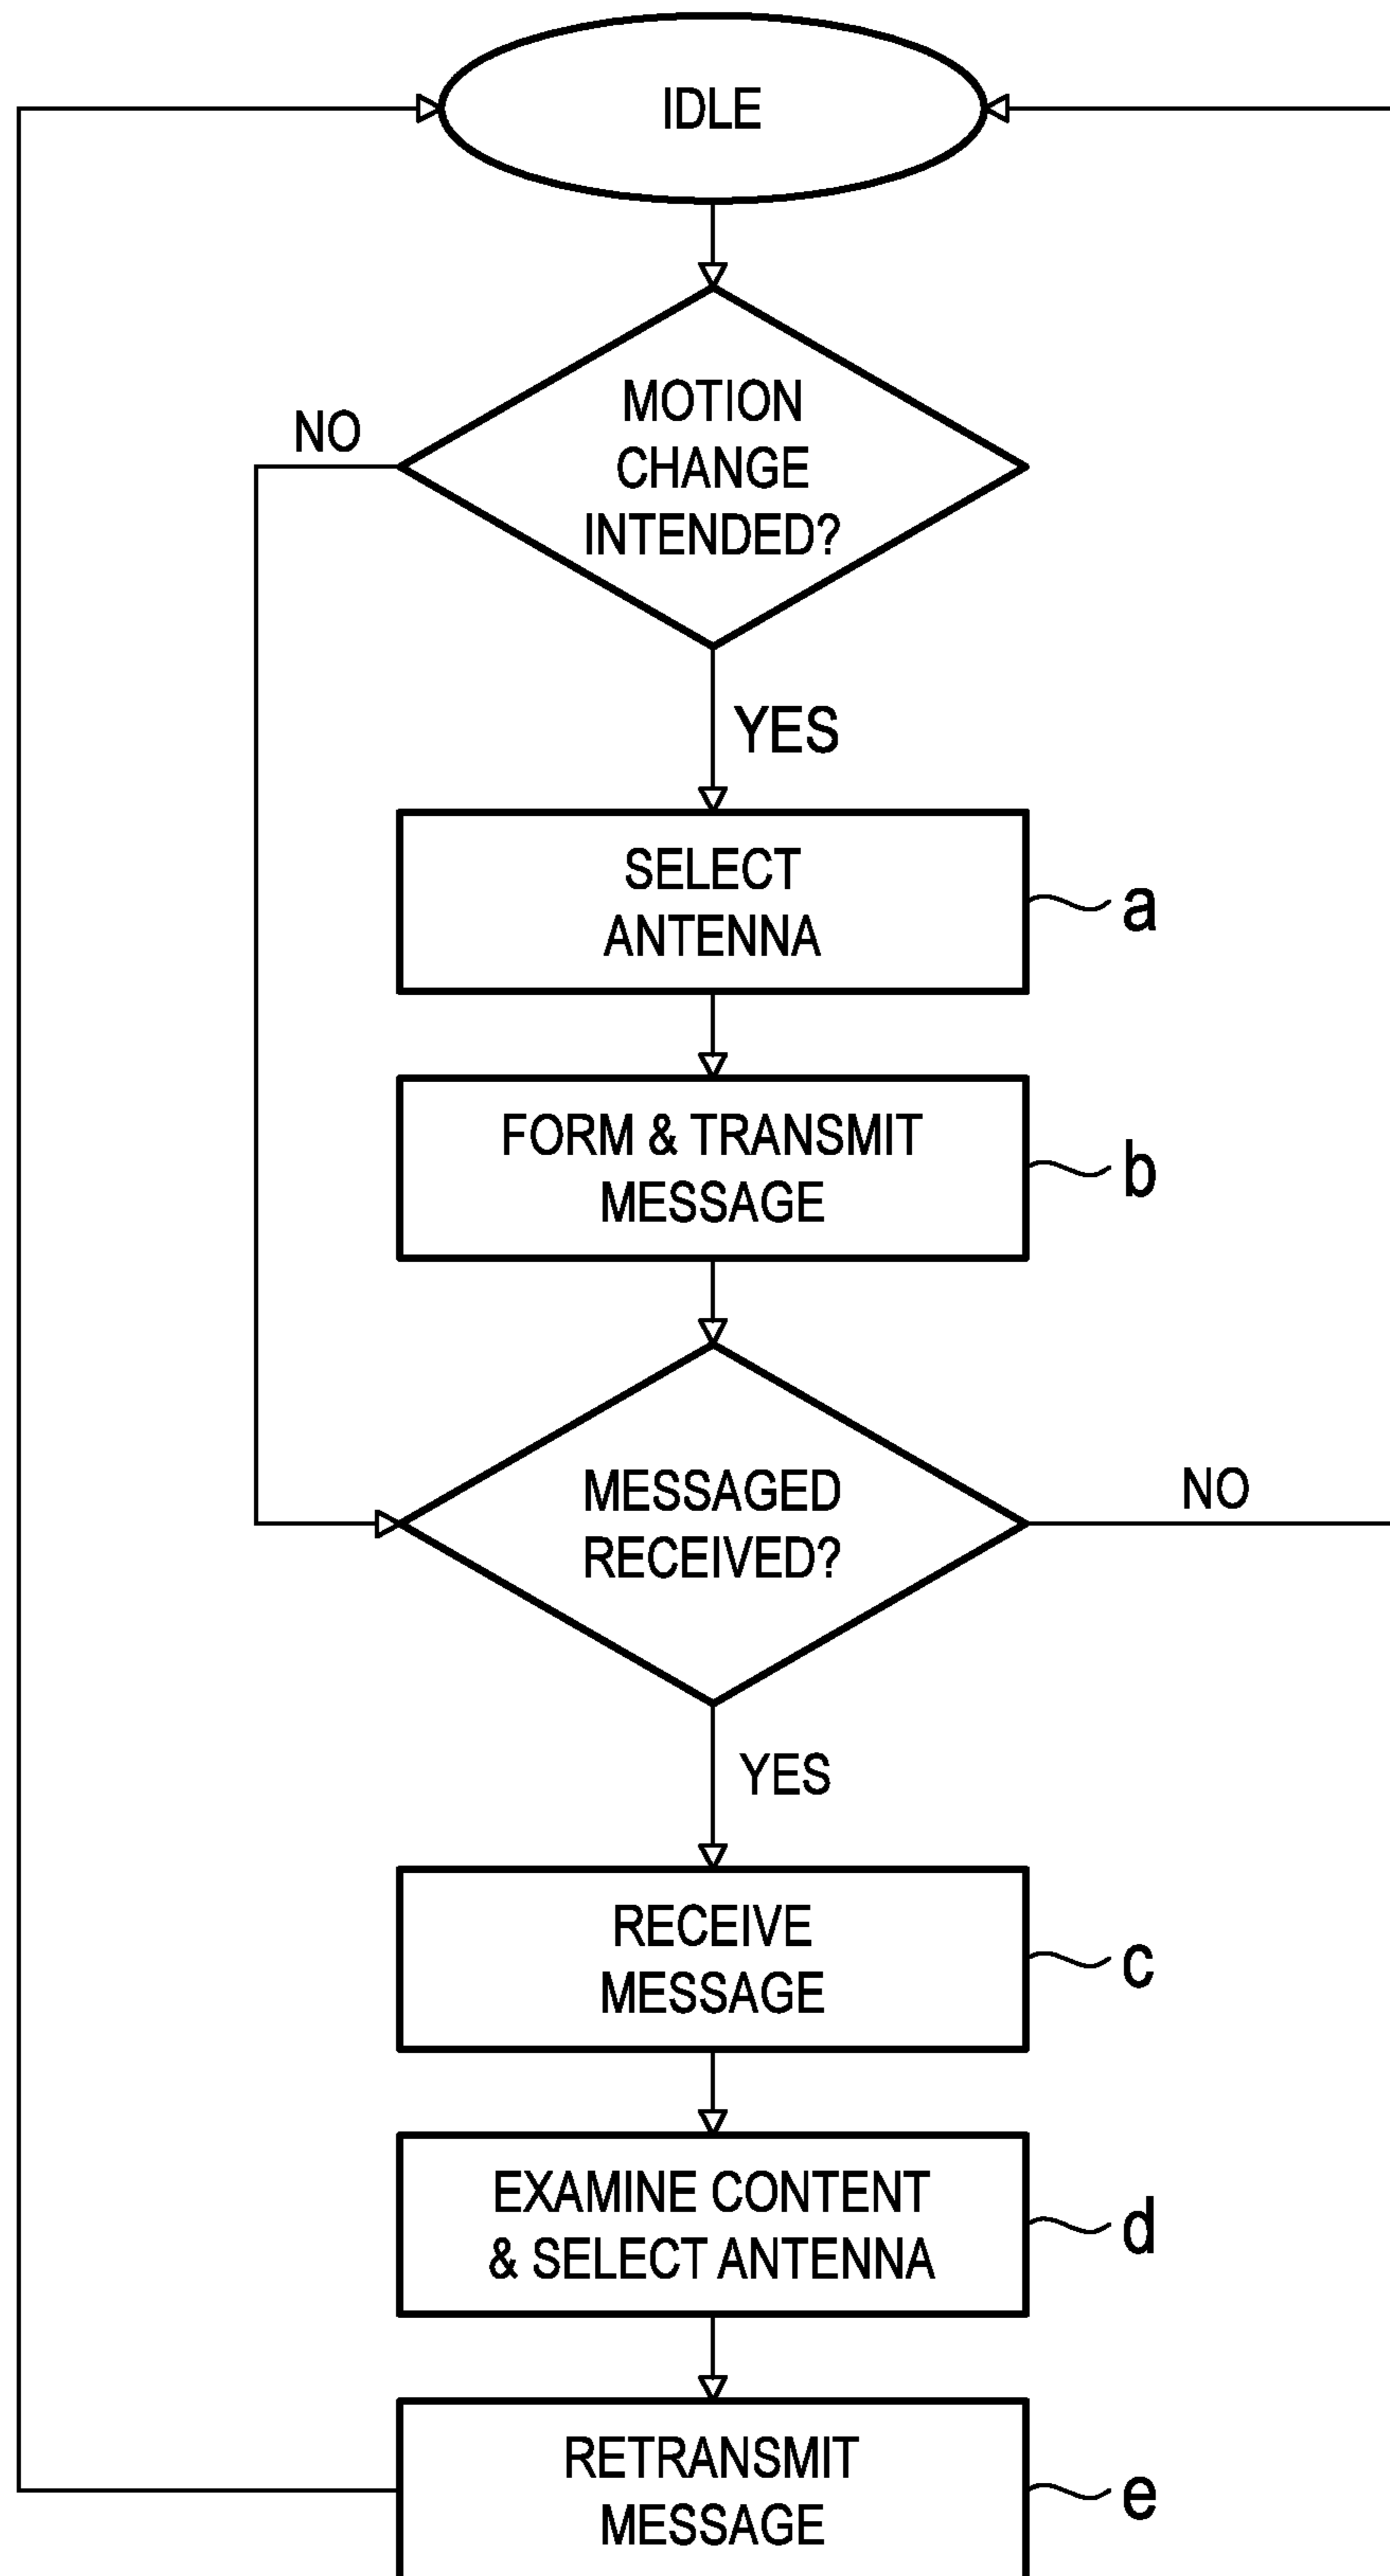 IDLE
MOTION
CHANGE
INTENDED?
NO
YES
SELECT
ANTENNA
a
FORM & TRANSMIT
MESSAGE
b
MESSAGED
RECEIVED?
NO
YES
RECEIVE
MESSAGE
c
EXAMINE CONTENT
& SELECT ANTENNA
d
RETRANSMIT
MESSAGE
e